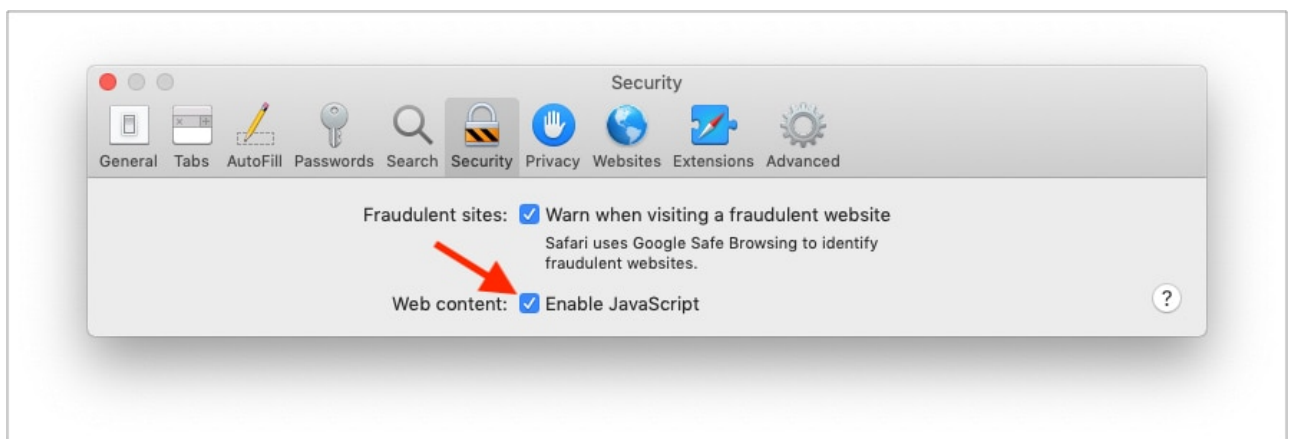 Security
General Tabs AutoFill Passwords Search Security Privacy Websites Extensions Advanced
Fraudulent sites: Warn when visiting a fraudulent website
Safari uses Google Safe Browsing to identify
fraudulent websites.
Web content: Enable JavaScript
?